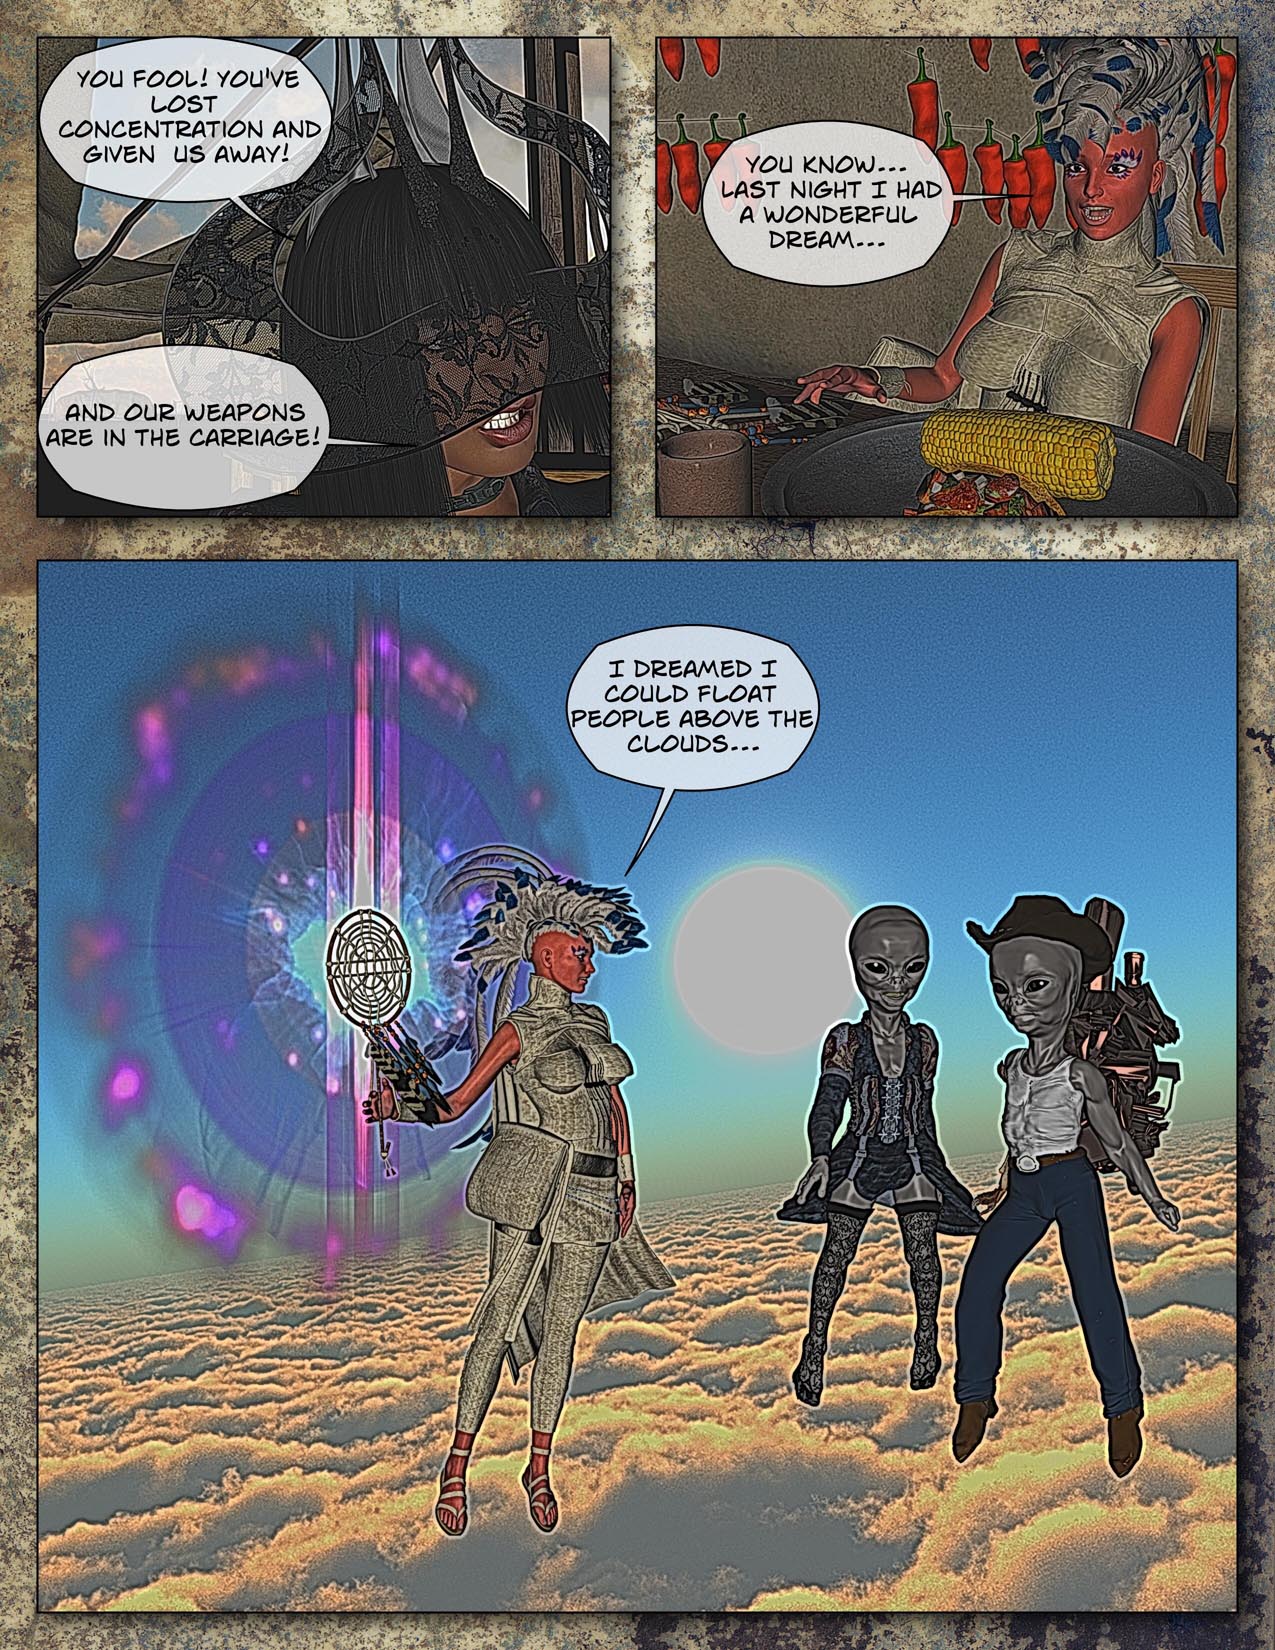 YOU FOOL! YOU'VE
LOST
CONCENTRATION AND
GIVEN US AWAY!
AND OUR WEAPONS
ARE IN THE CARRIAGE!
YOU KNOW...
LAST NIGHT I HAD
A WONDERFUL
DREAM...
I DREAMED I
COULD FLOAT
PEOPLE ABOVE THE
CLOUDS...